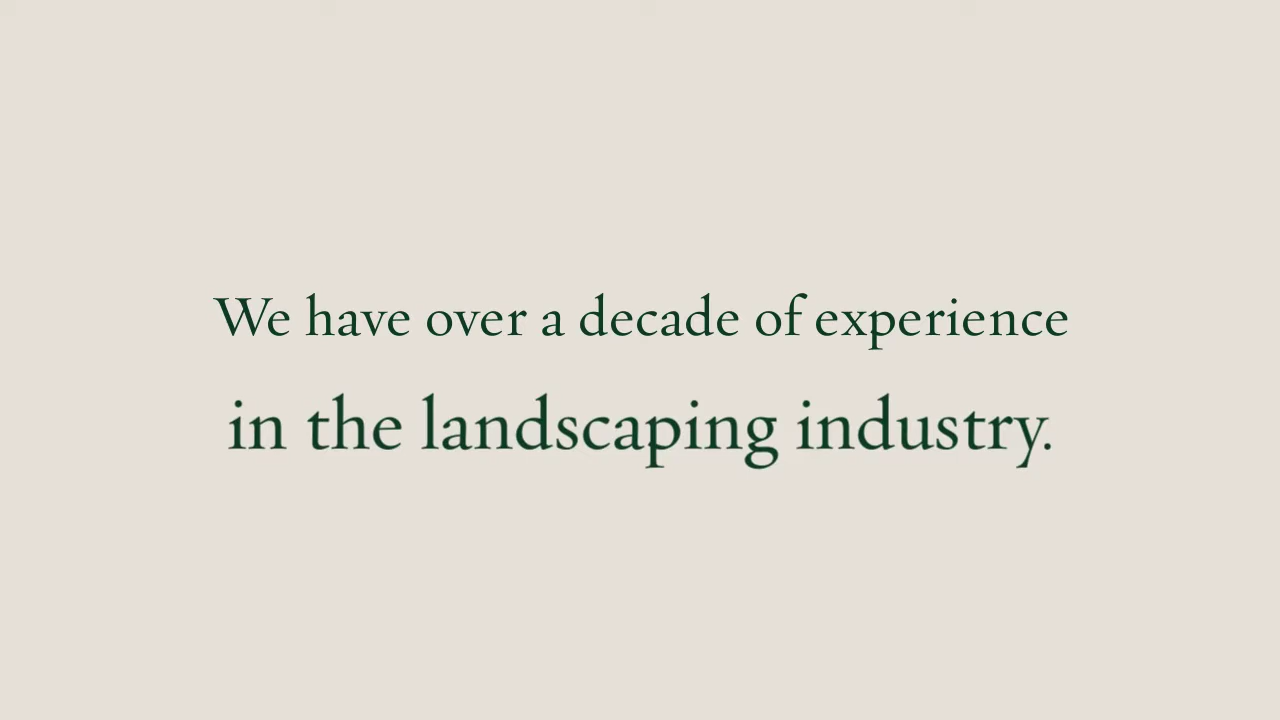 We have over a decade of experience
in the landscaping industry.